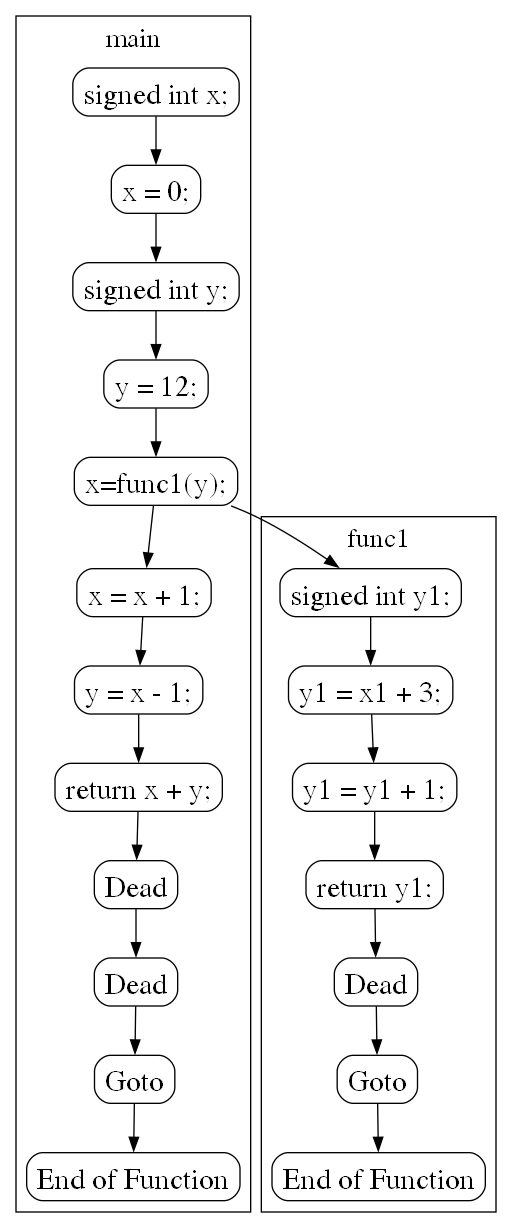 main
signed int x;
x = 0;
signed int y;
y = 12;
x=func1(y);
x = x + 1;
y = x - 1;
return x + y;
Dead
Dead
Goto
End of Function
func1
signed int y1;
y1 = x1 + 3;
y1 = y1 + 1;
return y1;
Dead
Goto
End of Function